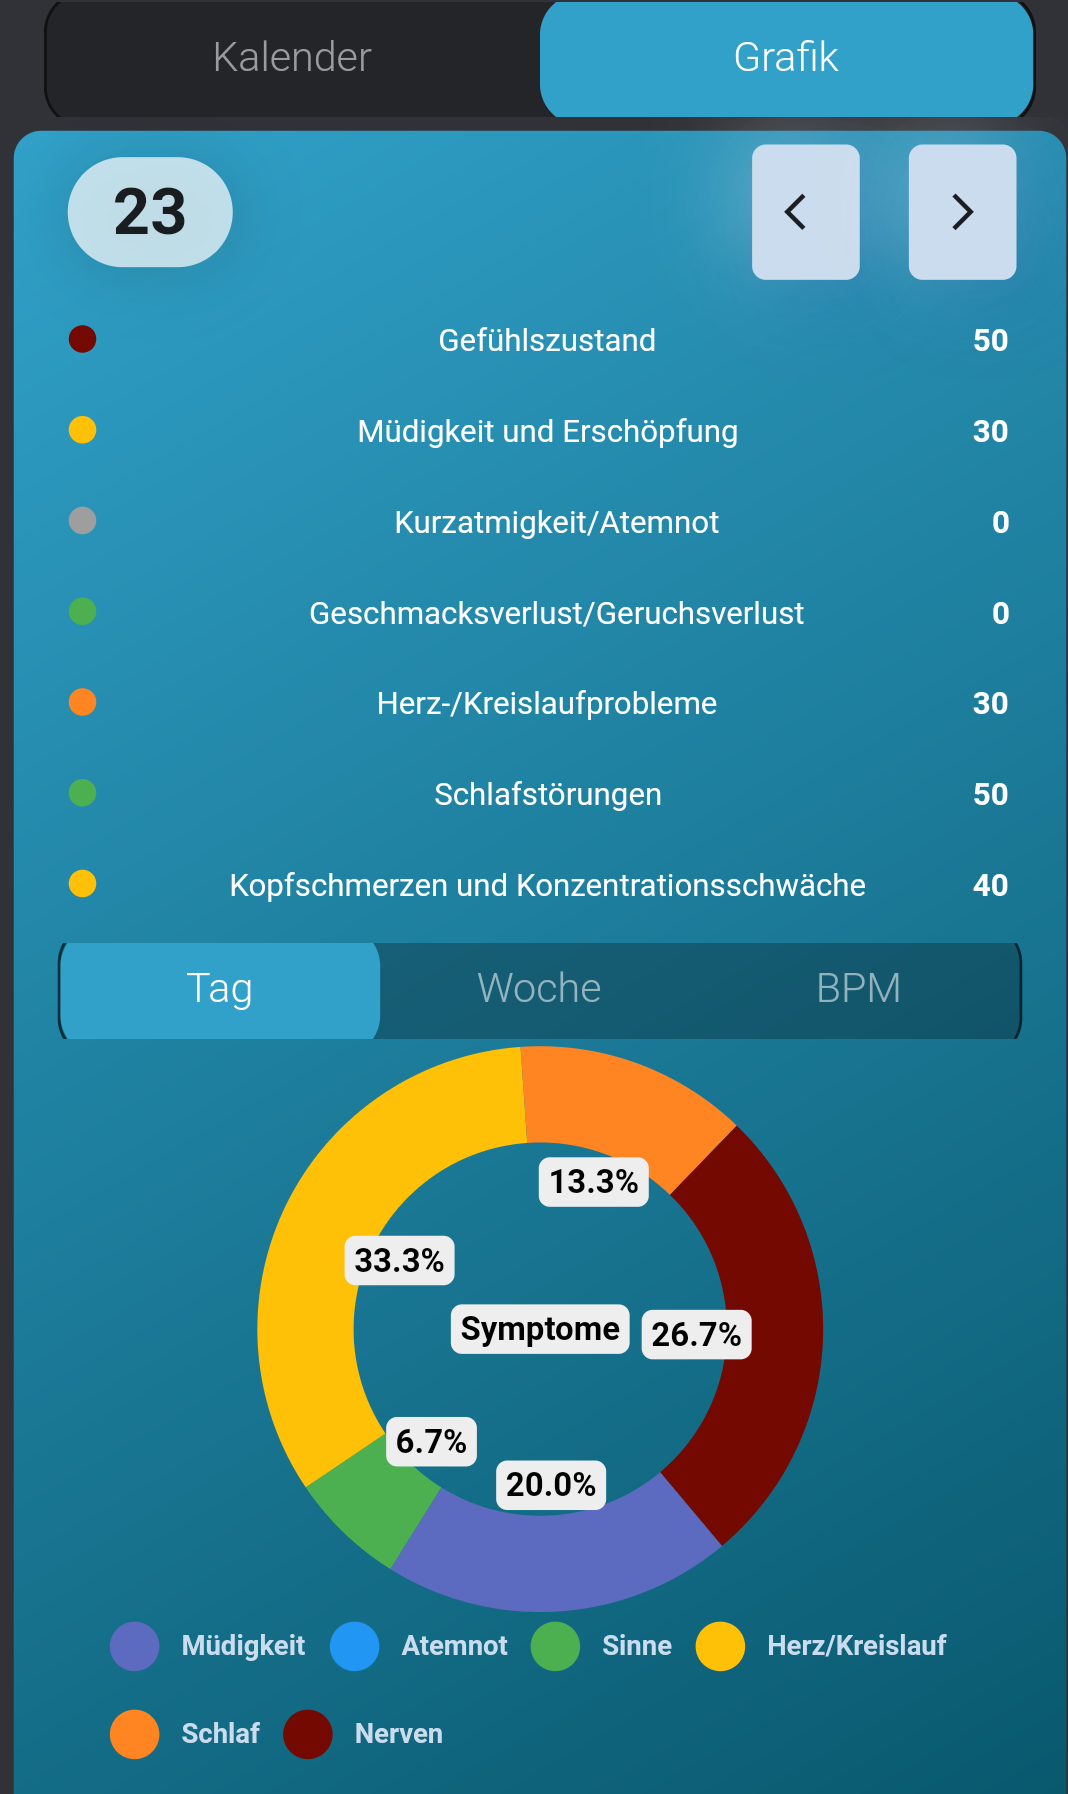 Kalender Grafik
23
Gefühlszustand 50
Müdigkeit und Erschöpfung 30
Kurzatmigkeit/Atemnot 0
Geschmacksverlust/Geruchsverlust 0
Herz-/Kreislaufprobleme 30
Schlafstörungen 50
Kopfschmerzen und Konzentrationsschwäche 40
Tag Woche BPM
13.3%
33.3%
Symptome 26.7%
6.7%
20.0%
Müdigkeit Atemnot Sinne Herz/Kreislauf
Schlaf Nerven